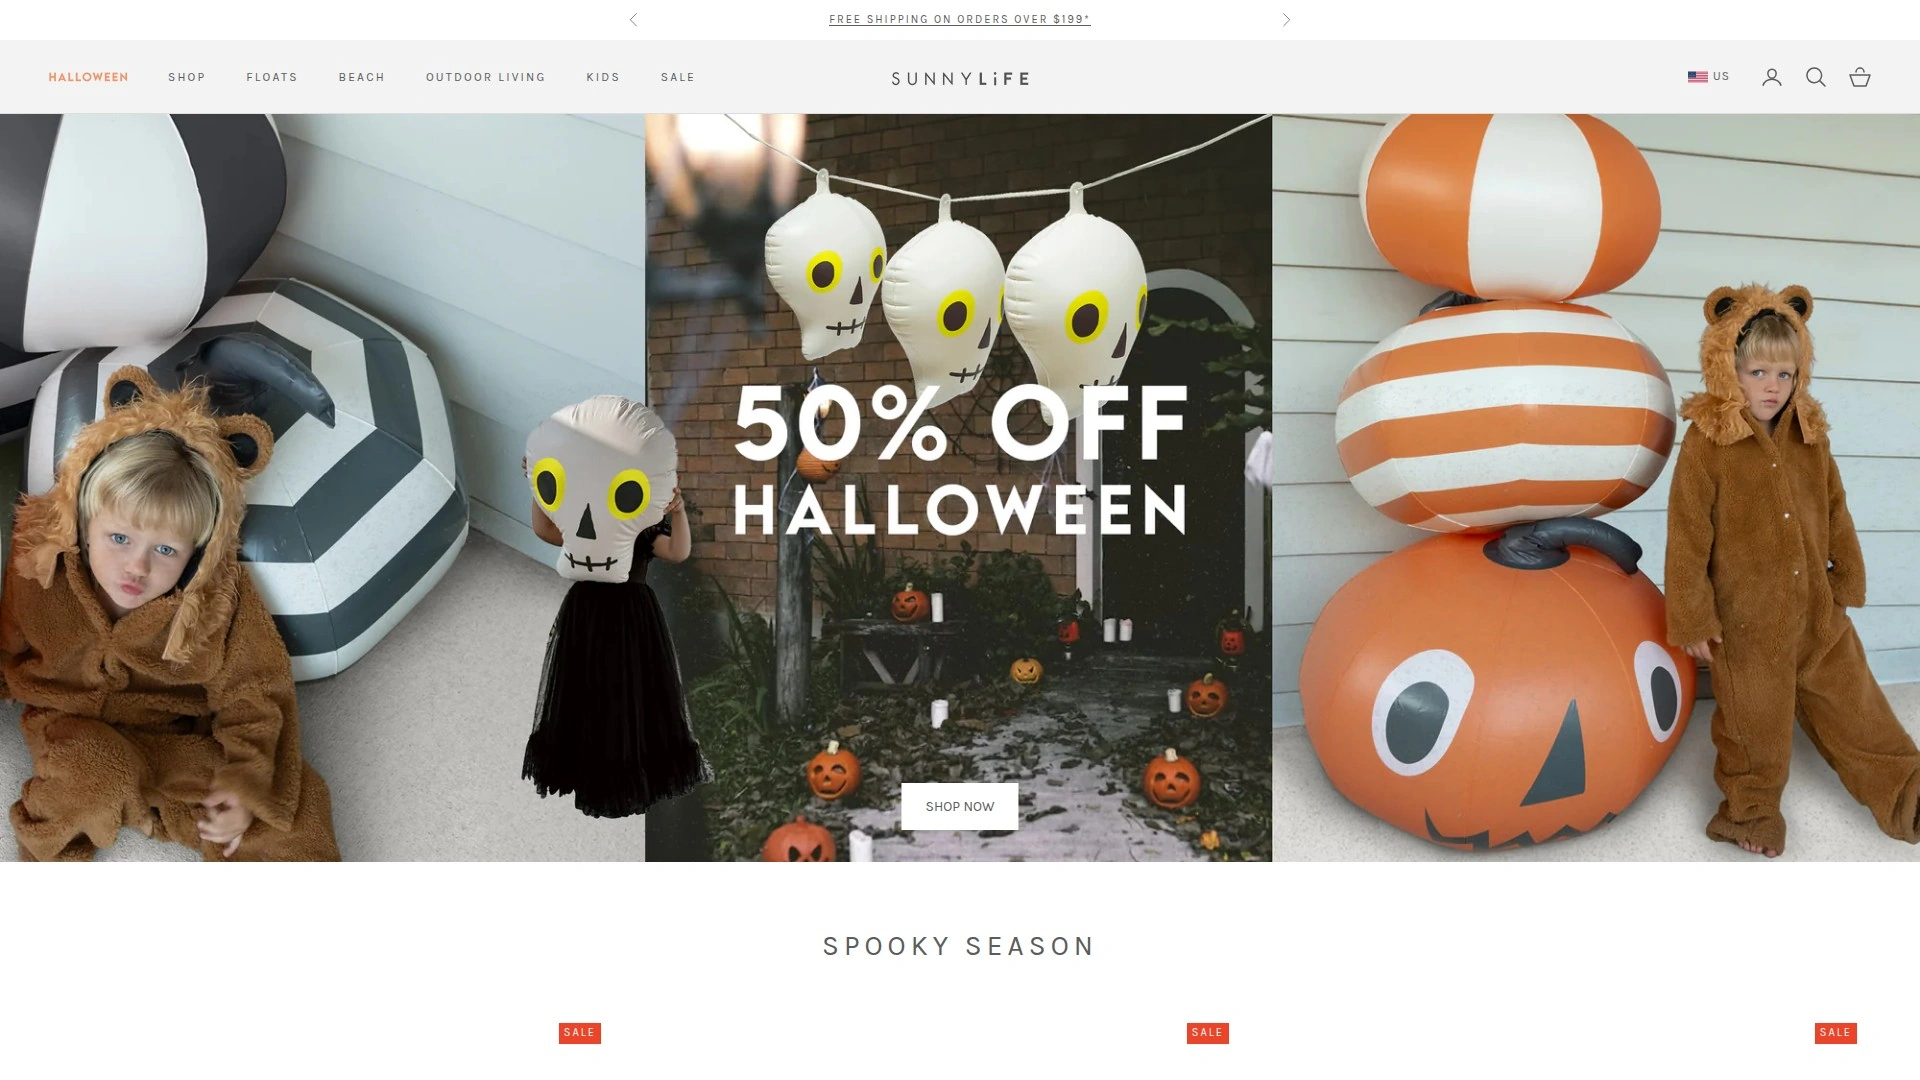 FREE SHIPPING ON ORDERS OVER $199*
HALLOWEEN SHOP FLOATS BEACH OUTDOOR LIVING KIDS SALE
SUNNYLiFE
US
50% OFF
HALLOWEEN
SHOP NOW
SPOOKY SEASON
SALE
SALE
SALE